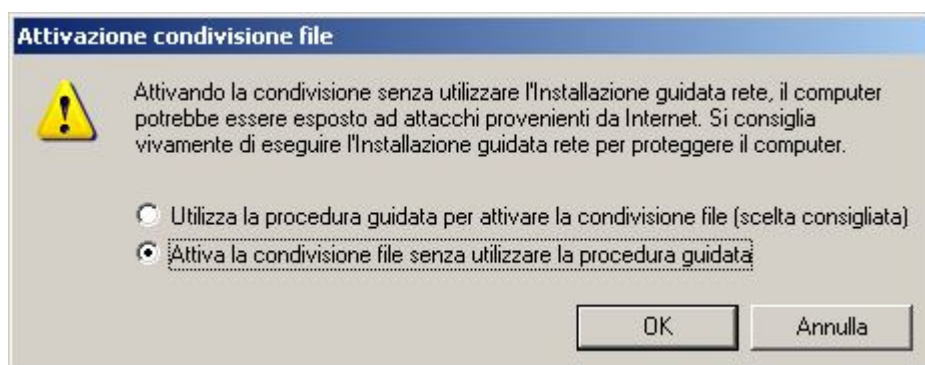 Attivazione condivisione file
Attivando la condivisione senza utilizzare l'Installazione guidata rete, il computer
potrebbe essere esposto ad attacchi provenienti da Internet. Si consiglia
vivamente di eseguire l'Installazione guidata rete per proteggere il computer.
Utilizza la procedura guidata per attivare la condivisione file (scelta consigliata)
Attiva la condivisione file senza utilizzare la procedura guidata
OK Annulla